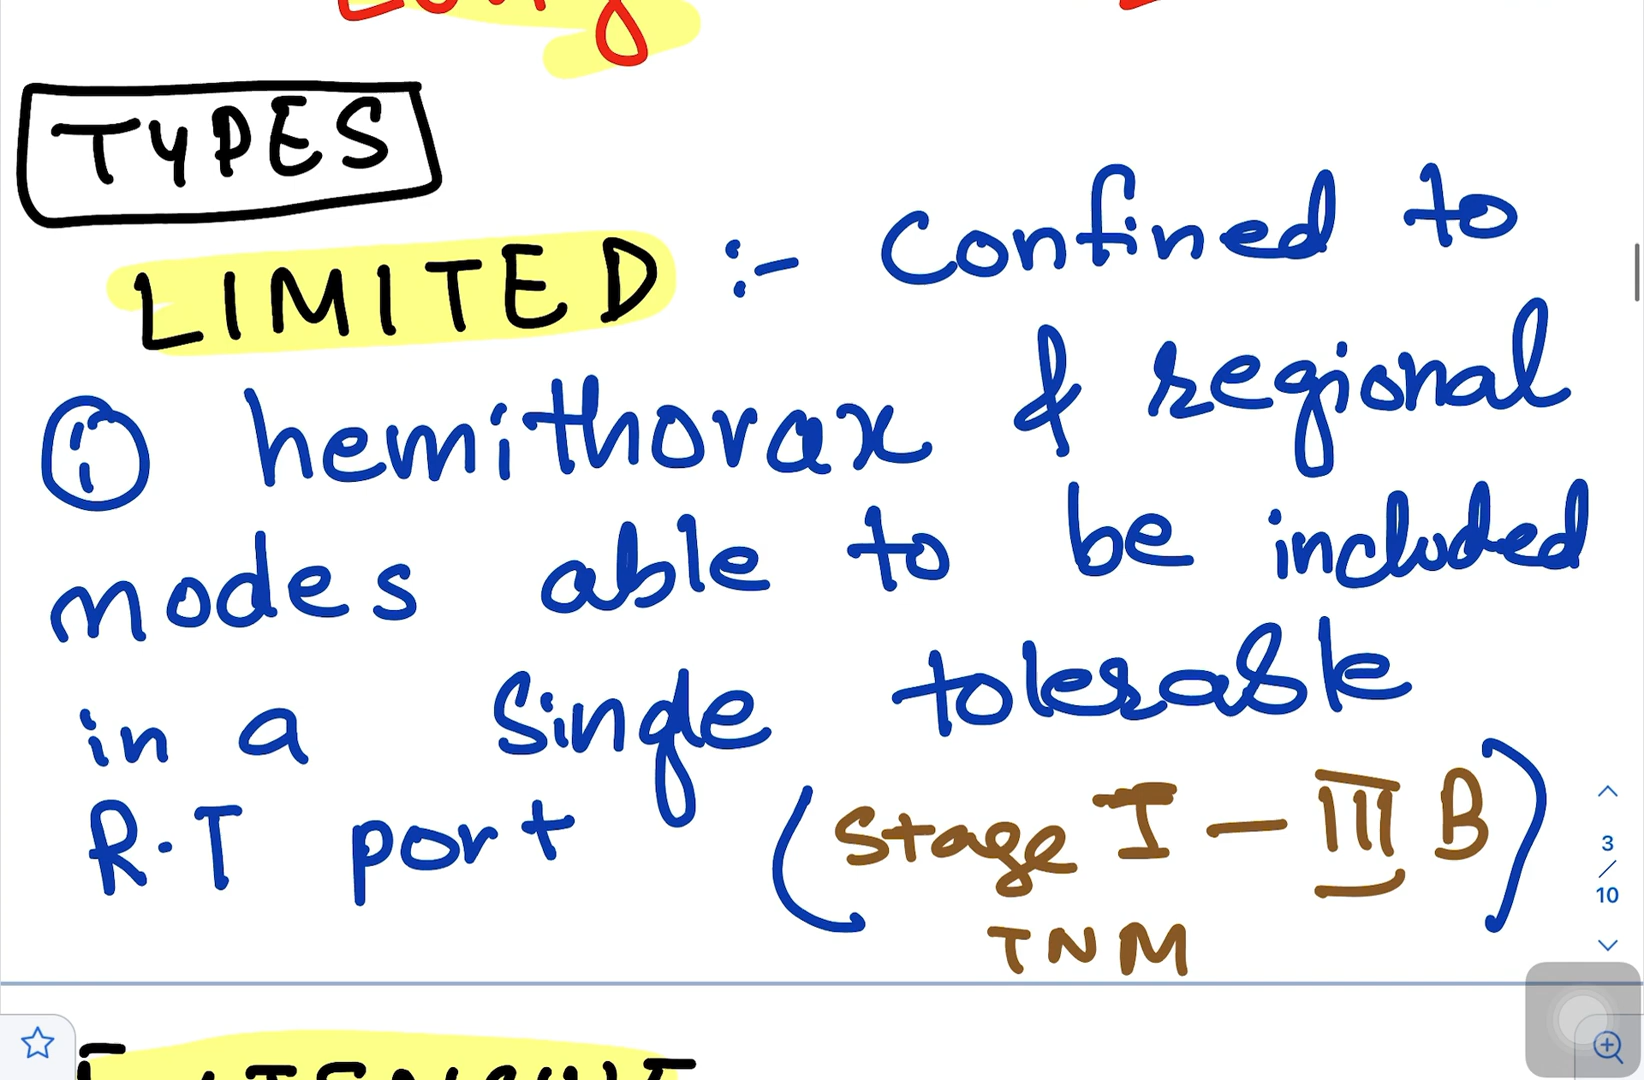 TYPES
LIMITED :- Confined to
① hemithorax & regional
nodes able to be included
in a single tolerable
R.T port (Stage I - III B)
TNM
3
/
10